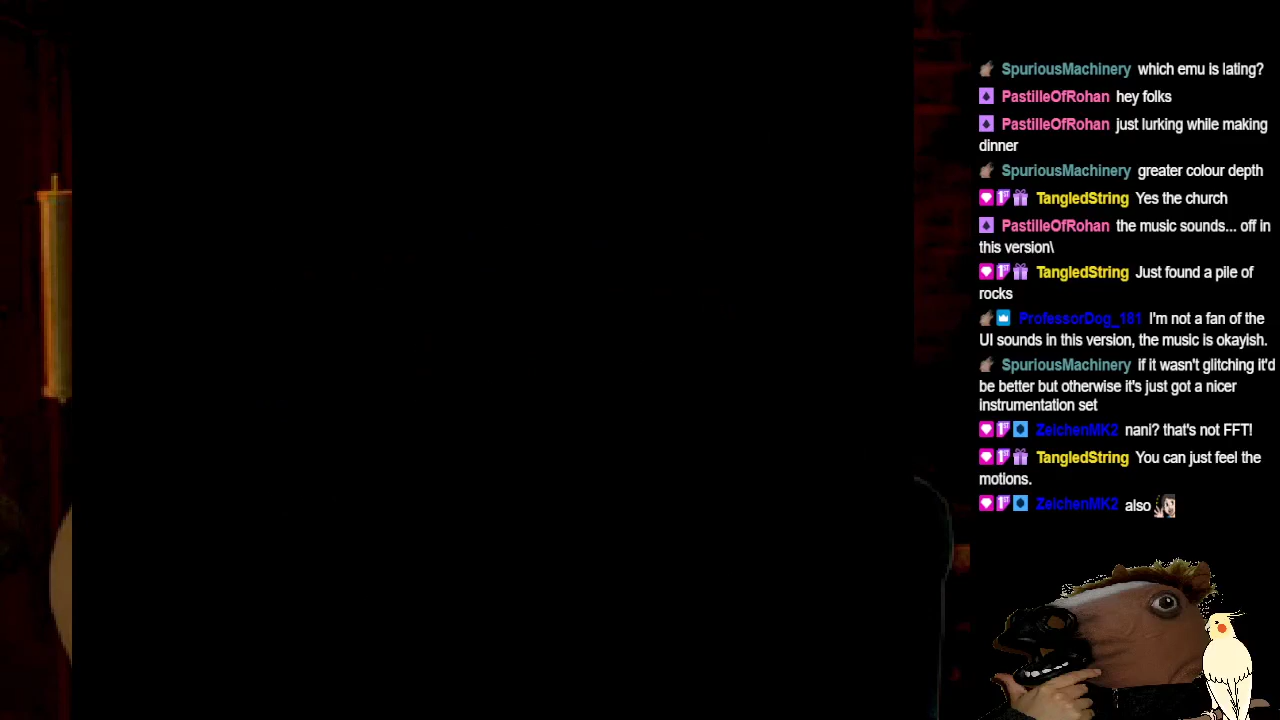 SpuriousMachinery which emu is lating?
PastilleOfRohan hey folks
PastilleOfRohan just lurking while making
dinner
SpuriousMachinery greater colour depth
TangledString Yes the church
PastilleOfRohan the music sounds... off in
this version\
TangledString Just found a pile of
rocks
ProfessorDog_181 I'm not a fan of the
UI sounds in this version, the music is okayish.
SpuriousMachinery if it wasn't glitching it'd
be better but otherwise it's just got a nicer
instrumentation set
ZeichenMK2 nani? that's not FFT!
TangledString You can just feel the
motions.
ZeichenMK2 also